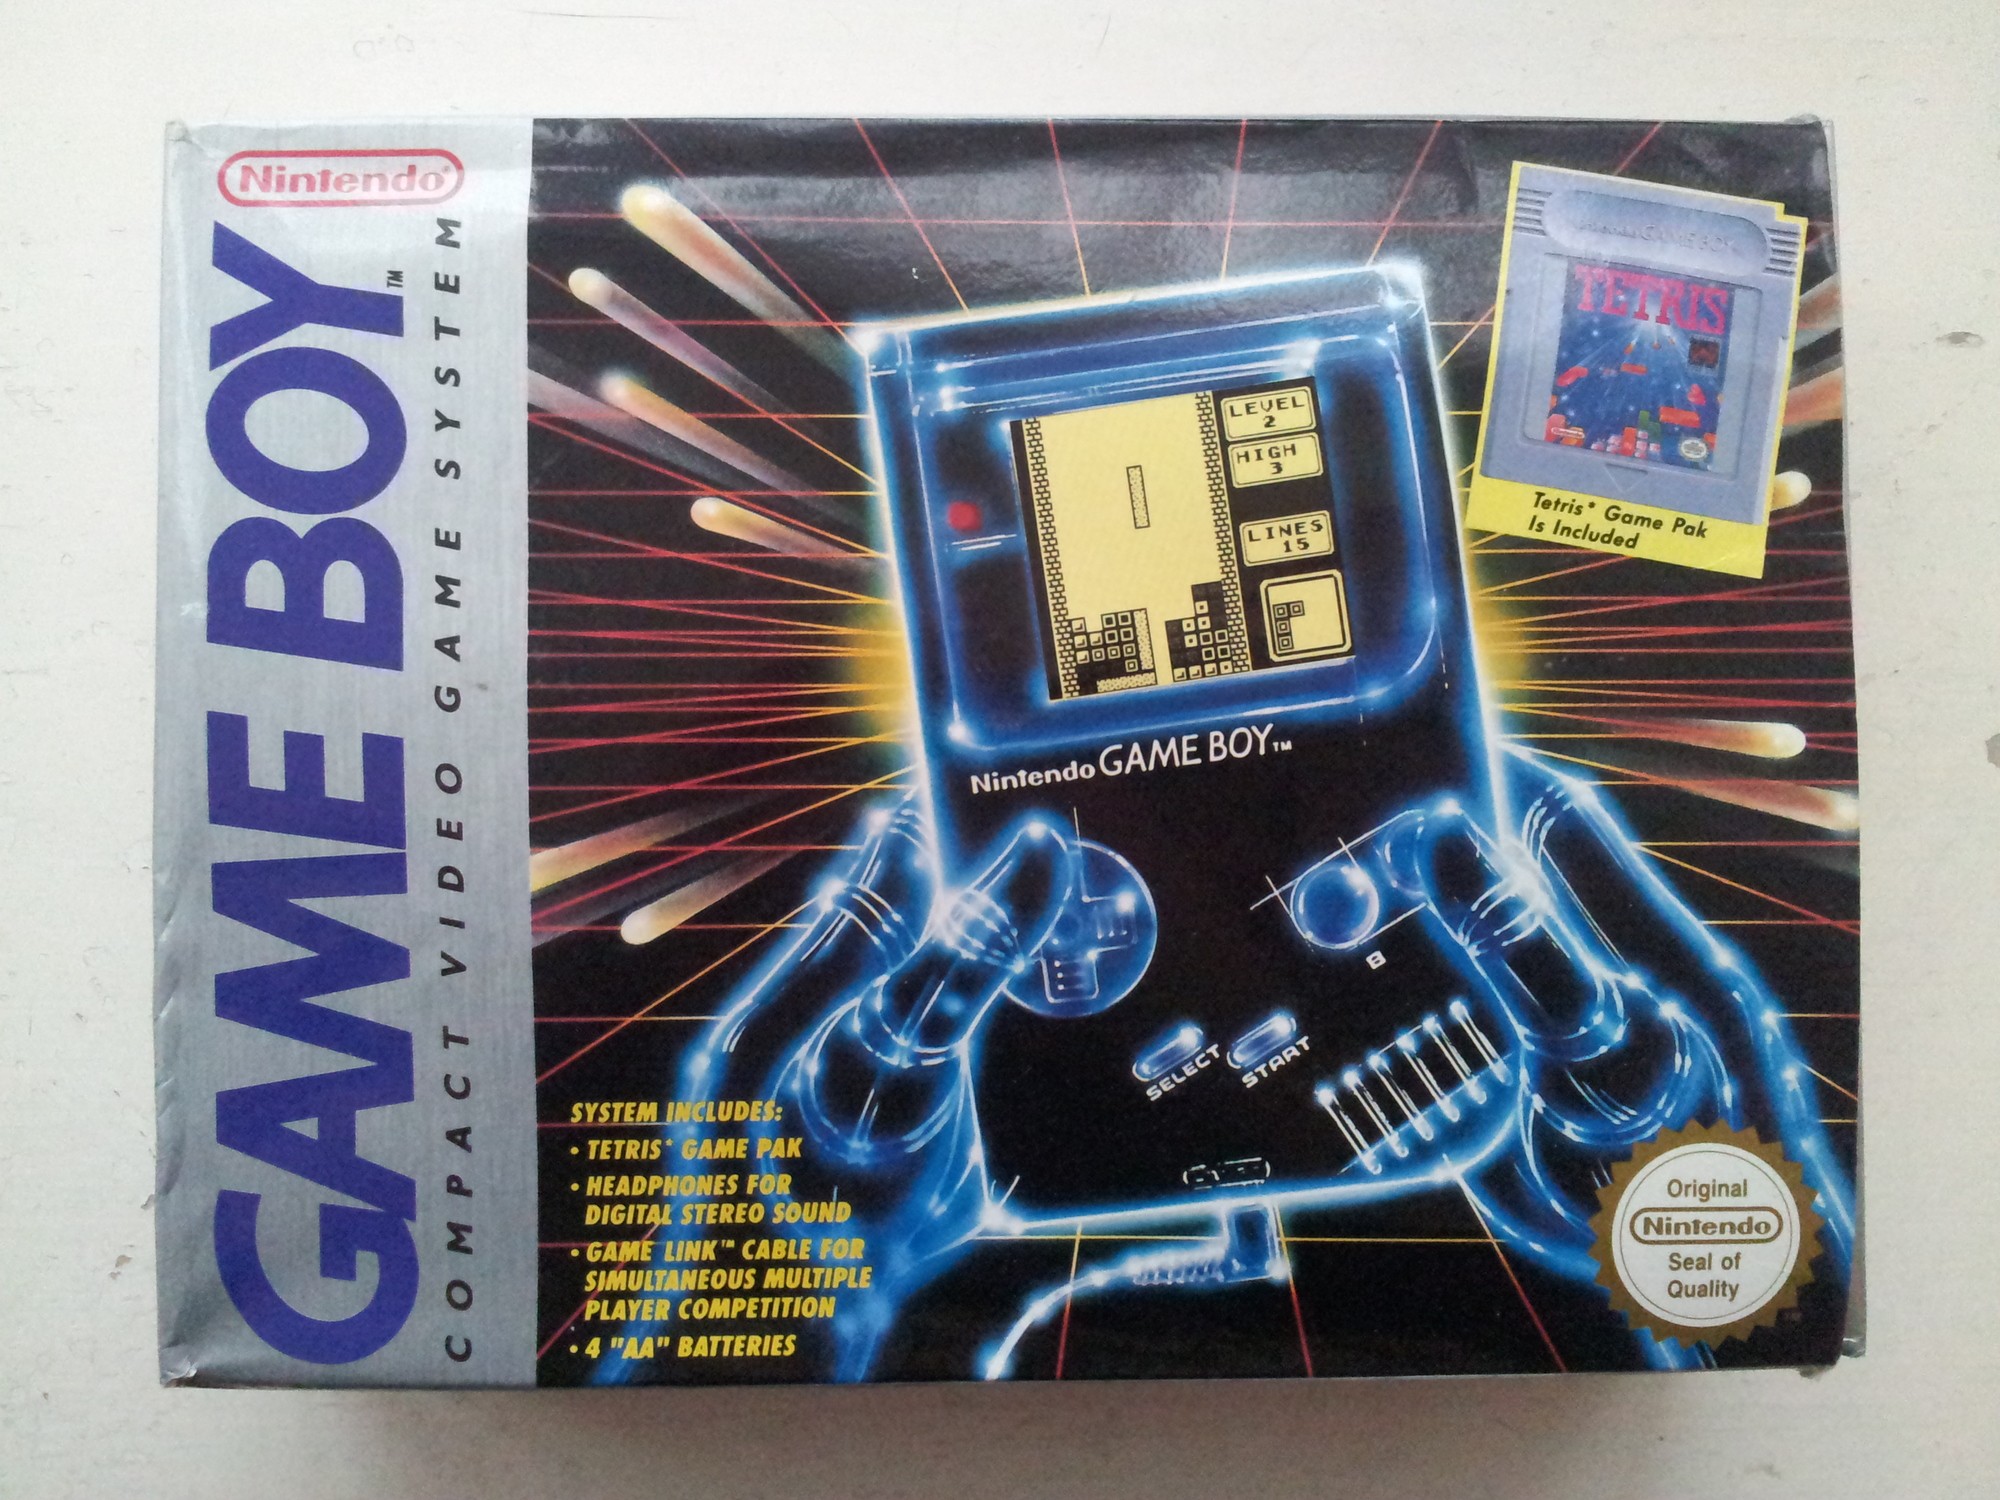 Nintendo®
GAME BOY™
COMPACT VIDEO GAME SYSTEM
TETRIS
Tetris* Game Pak
Is Included
LEVEL
2
HIGH
3
LINES
15
Nintendo GAME BOY™
B
SELECT
START
SYSTEM INCLUDES:
• TETRIS* GAME PAK
• HEADPHONES FOR
DIGITAL STEREO SOUND
• GAME LINK™ CABLE FOR
SIMULTANEOUS MULTIPLE
PLAYER COMPETITION
• 4 "AA" BATTERIES
Original
Nintendo
Seal of
Quality